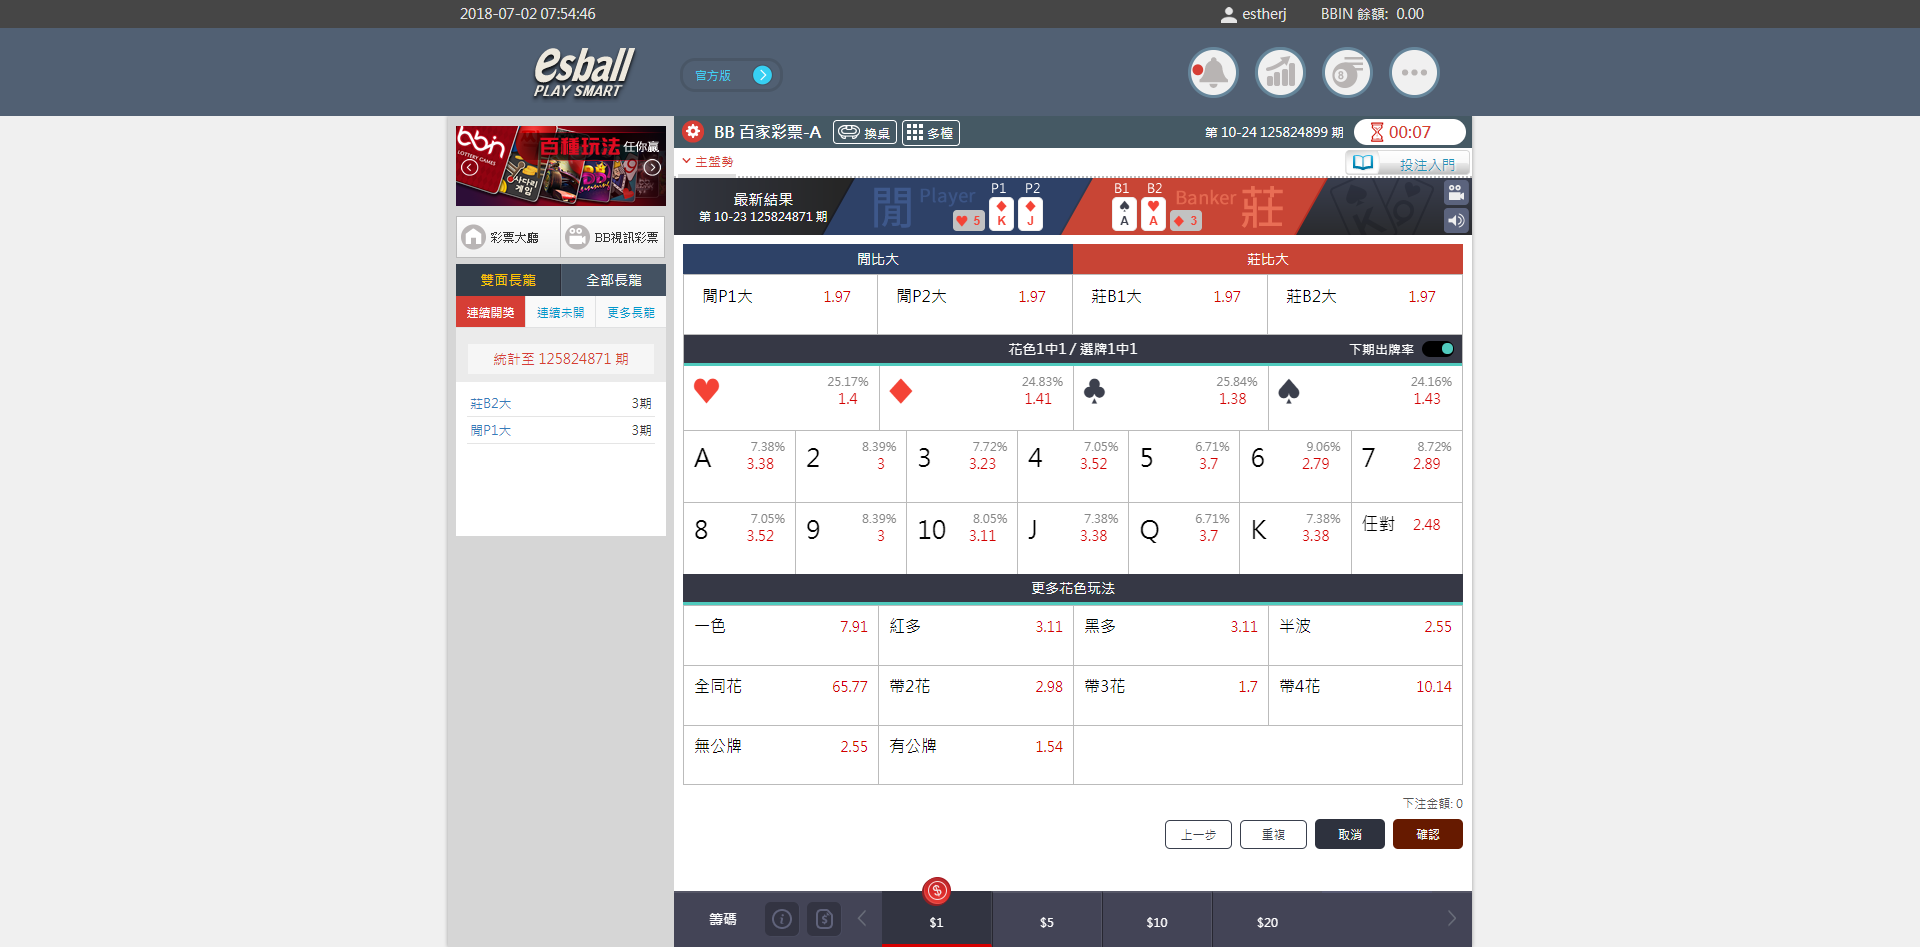 2018-07-02 07:54:46
estherj
BBIN 餘額: 0.00
esball
PLAY SMART
官方版
8
bbin
LOTTERY GAMES
百種玩法 任你贏
사다리
게임
彩票大廳
BB視訊彩票
雙面長龍
全部長龍
連續開獎
連續未開
更多長龍
統計至 125824871 期
莊B2大 3期
閒P1大 3期
BB 百家彩票-A
換桌
多檯
第 10-24 125824899 期
00:07
主盤勢
投注入門
最新結果
第 10-23 125824871 期
閒 Player
P1 P2
5 K J
B1 B2
A A 3
Banker 莊
K Q
閒比大
莊比大
閒P1大 1.97
閒P2大 1.97
莊B1大 1.97
莊B2大 1.97
花色1中1 / 選牌1中1
下期出牌率
25.17%
1.4
24.83%
1.41
25.84%
1.38
24.16%
1.43
A 7.38%
3.38
2 8.39%
3
3 7.72%
3.23
4 7.05%
3.52
5 6.71%
3.7
6 9.06%
2.79
7 8.72%
2.89
8 7.05%
3.52
9 8.39%
3
10 8.05%
3.11
J 7.38%
3.38
Q 6.71%
3.7
K 7.38%
3.38
任對 2.48
更多花色玩法
一色 7.91
紅多 3.11
黑多 3.11
半波 2.55
全同花 65.77
帶2花 2.98
帶3花 1.7
帶4花 10.14
無公牌 2.55
有公牌 1.54
下注金額: 0
上一步
重複
取消
確認
籌碼
$1
$5
$10
$20